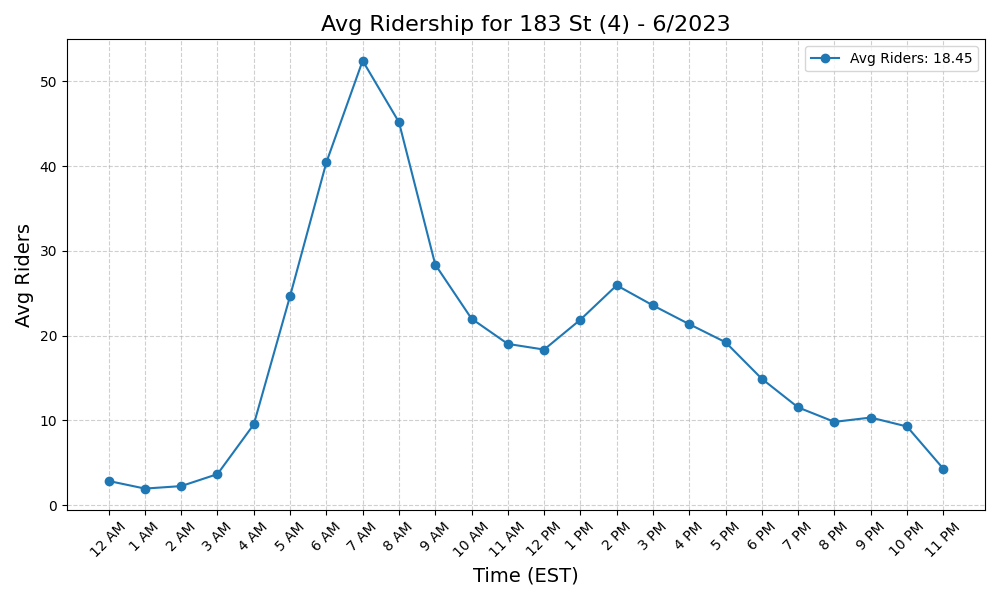 Avg Ridership for 183 St (4) - 6/2023
Avg Riders: 18.45
Avg Riders
50
40
30
20
10
0
12 AM
1 AM
2 AM
3 AM
4 AM
5 AM
6 AM
7 AM
8 AM
9 AM
10 AM
11 AM
12 PM
1 PM
2 PM
3 PM
4 PM
5 PM
6 PM
7 PM
8 PM
9 PM
10 PM
11 PM
Time (EST)